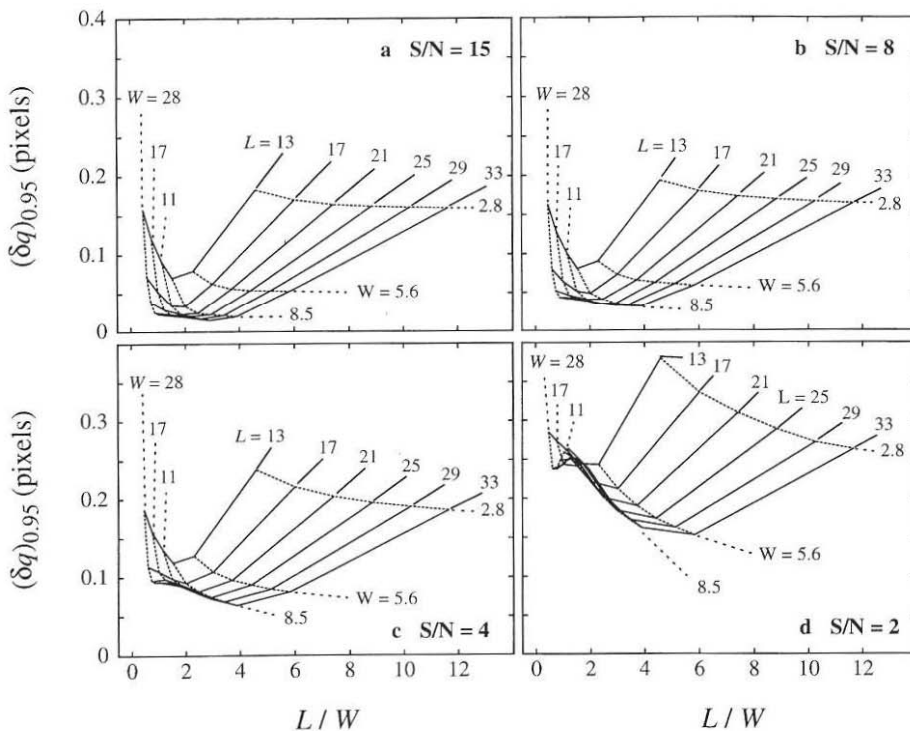 0.4
0.3
0.2
0.1
0
(δq)0.95 (pixels)
a S/N = 15
W = 28
17
11
L = 13
17
21
25
29
33
2.8
W = 5.6
8.5
b S/N = 8
W = 28
17
11
L = 13
17
21
25
29
33
2.8
W = 5.6
8.5
0.3
0.2
0.1
0
(δq)0.95 (pixels)
W = 28
17
11
L = 13
17
21
25
29
33
2.8
W = 5.6
8.5
c S/N = 4
0 2 4 6 8 10 12 14
L / W
W = 28
17
11
13
17
21
L = 25
29
33
2.8
W = 5.6
8.5
d S/N = 2
0 2 4 6 8 10 12 14
L / W